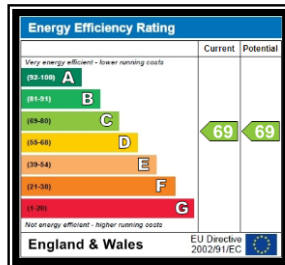 Energy Efficiency Rating
Current Potential
Very energy efficient - lower running costs
(92-100) A
(81-91) B
(69-80) C
69 69
(55-68) D
(39-54) E
(21-38) F
(1-20) G
Not energy efficient - higher running costs
England & Wales
EU Directive
2002/91/EC